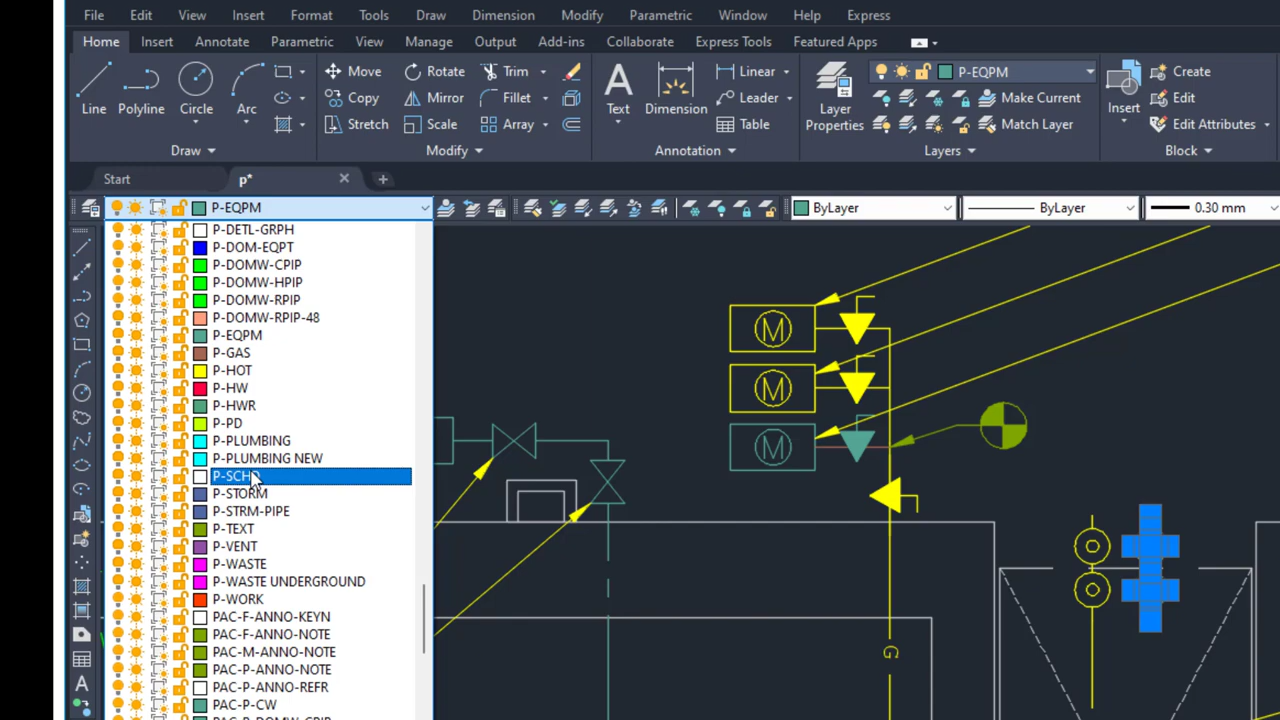 File Edit View Insert Format Tools Draw Dimension Modify Parametric Window Help Express
Home Insert Annotate Parametric View Manage Output Add-ins Collaborate Express Tools Featured Apps
Line Polyline Circle Arc
Move Rotate Trim
Copy Mirror Fillet
Stretch Scale Array
Text Dimension
Linear
Leader
Table
Layer Properties
P-EQPM
Make Current
Match Layer
Insert
Create
Edit
Edit Attributes
Draw Modify Annotation Layers Block
Start p*
P-EQPM ByLayer ByLayer 0.30 mm
P-DETL-GRPH
P-DOM-EQPT
P-DOMW-CPIP
P-DOMW-HPIP
P-DOMW-RPIP
P-DOMW-RPIP-48
P-EQPM
P-GAS
P-HOT
P-HW
P-HWR
P-PD
P-PLUMBING
P-PLUMBING NEW
P-STORM
P-STRM-PIPE
P-TEXT
P-VENT
P-WASTE
P-WASTE UNDERGROUND
P-WORK
PAC-F-ANNO-KEYN
PAC-F-ANNO-NOTE
PAC-M-ANNO-NOTE
PAC-P-ANNO-NOTE
PAC-P-ANNO-REFR
PAC-P-CW
M
M
M
G
A